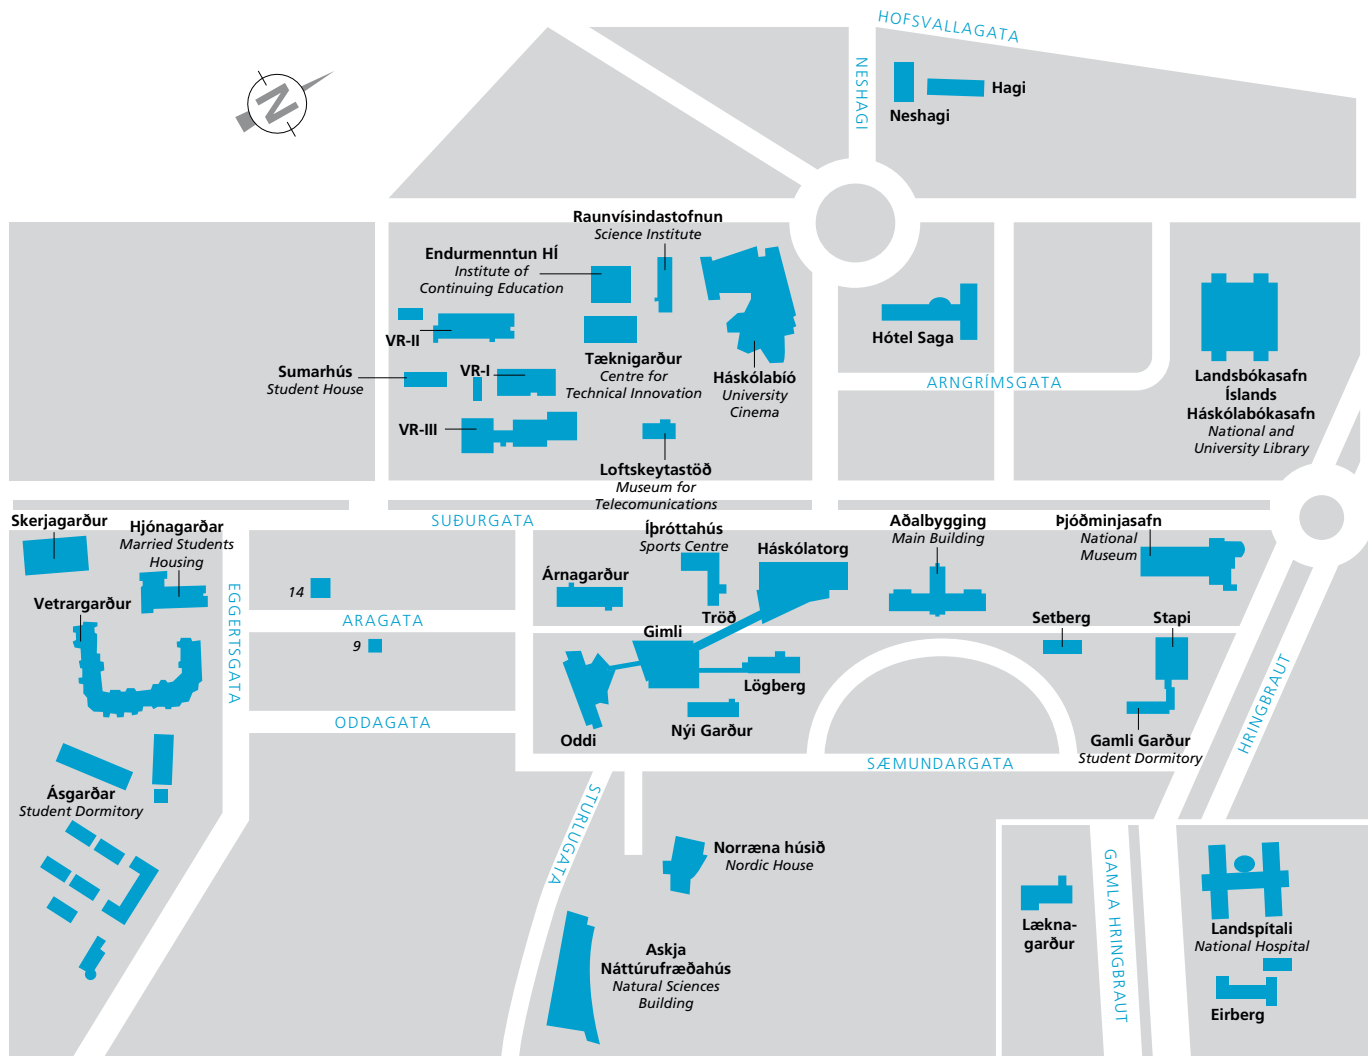 HOFSVALLAGATA
NESHAGI
Hagi
Neshagi
N
Raunvísindastofnun
Science Institute
Endurmenntun HÍ
Institute of
Continuing Education
VR-II
Sumarhús
Student House
VR-I
Tæknigarður
Centre for
Technical Innovation
Háskólabíó
University
Cinema
Hótel Saga
ARNGRÍMSGATA
Landsbókasafn
Íslands
Háskólabókasafn
National and
University Library
VR-III
Loftskeytastöð
Museum for
Telecomunications
SUÐURGATA
Skerjagarður
Hjónagarðar
Married Students
Housing
Vetrargarður
EGGERTSGATA
14
ARAGATA
9
ODDAGATA
Árnagarður
Íþróttahús
Sports Centre
Háskólatorg
Tröð
Gimli
Lögberg
Nýi Garður
Oddi
Aðalbygging
Main Building
Þjóðminjasafn
National
Museum
Setberg
Stapi
Gamli Garður
Student Dormitory
HRINGBRAUT
SÆMUNDARGATA
Ásgarðar
Student Dormitory
STURLUGATA
Norræna húsið
Nordic House
Askja
Náttúrufræðahús
Natural Sciences
Building
Lækna-
garður
GAMLA HRINGBRAUT
Landspítali
National Hospital
Eirberg